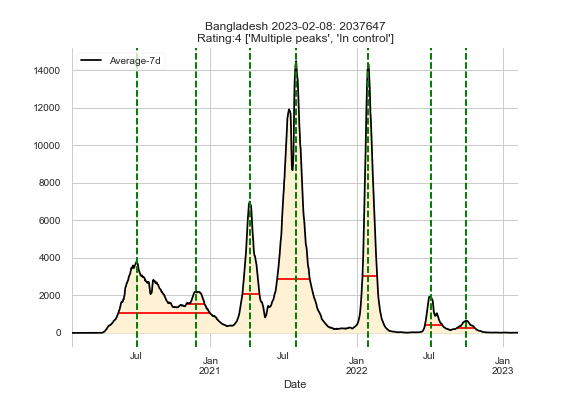 Bangladesh 2023-02-08: 2037647
Rating:4 ['Multiple peaks', 'In control']
Average-7d
14000
12000
10000
8000
6000
4000
2000
0
Jul
Jan
2021
Jul
Jan
2022
Jul
Jan
2023
Date